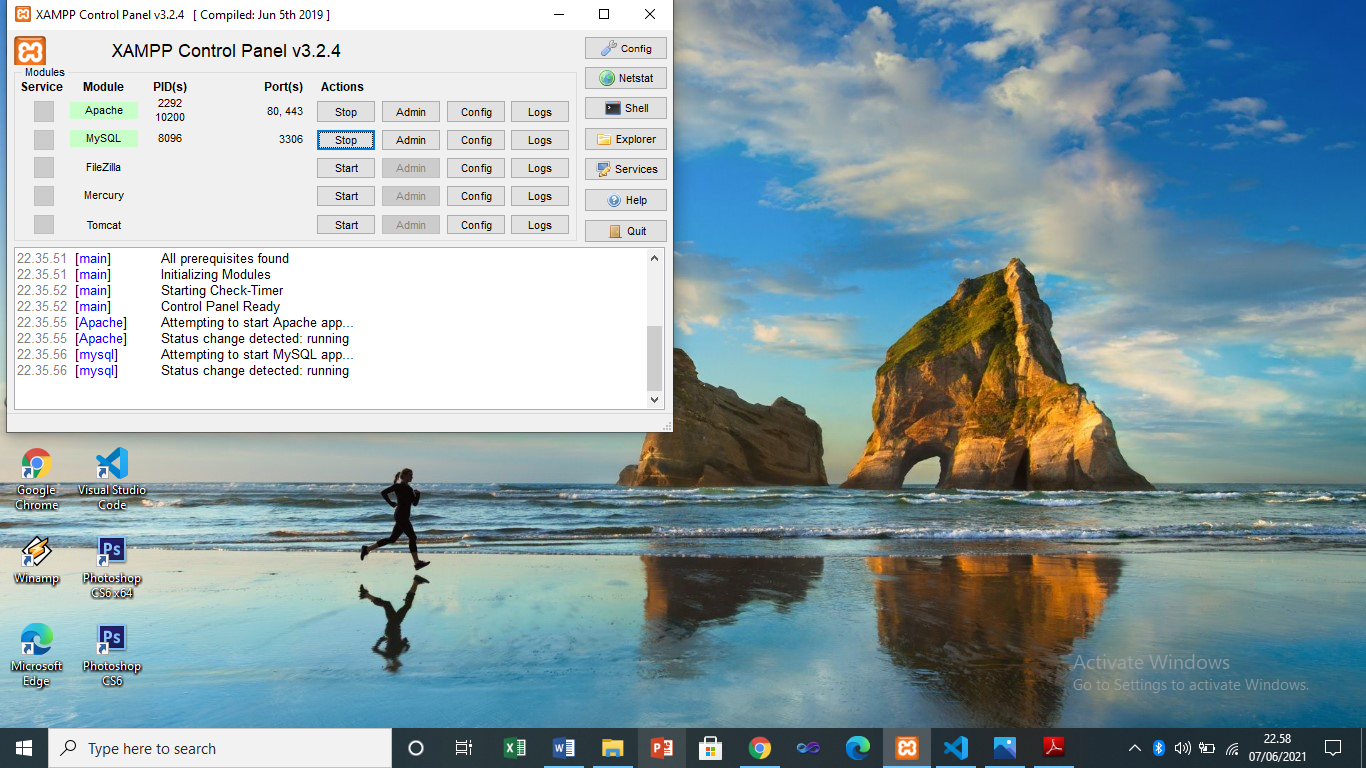 XAMPP Control Panel v3.2.4 [ Compiled: Jun 5th 2019 ]
XAMPP Control Panel v3.2.4
Config
Modules
Service Module PID(s) Port(s) Actions
Netstat
Apache 2292 10200 80, 443 Stop Admin Config Logs
Shell
MySQL 8096 3306 Stop Admin Config Logs
Explorer
FileZilla Start Admin Config Logs
Services
Mercury Start Admin Config Logs
Help
Tomcat Start Admin Config Logs
Quit
22.35.51 [main] All prerequisites found
22.35.51 [main] Initializing Modules
22.35.52 [main] Starting Check-Timer
22.35.52 [main] Control Panel Ready
22.35.55 [Apache] Attempting to start Apache app...
22.35.55 [Apache] Status change detected: running
22.35.56 [mysql] Attempting to start MySQL app...
22.35.56 [mysql] Status change detected: running
Google Chrome
Visual Studio Code
Winamp
Photoshop CS6 x64
Microsoft Edge
Photoshop CS6
Activate Windows
Go to Settings to activate Windows.
Type here to search
22.58
07/06/2021